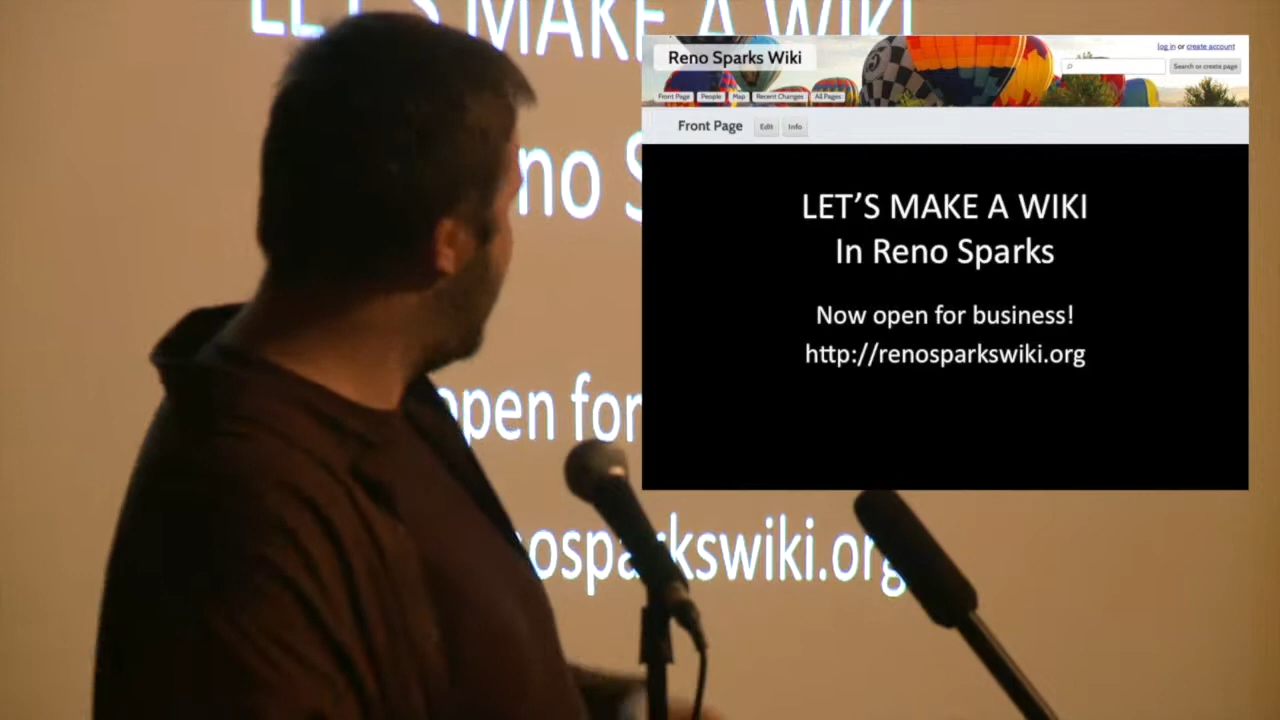 LET'S MAKE A WIKI
no S
open for
nosparkswiki.org
Reno Sparks Wiki
log in or create account
Search or create page
Front Page People Map Recent Changes All Pages
Front Page Edit Info
LET'S MAKE A WIKI
In Reno Sparks
Now open for business!
http://renosparkswiki.org